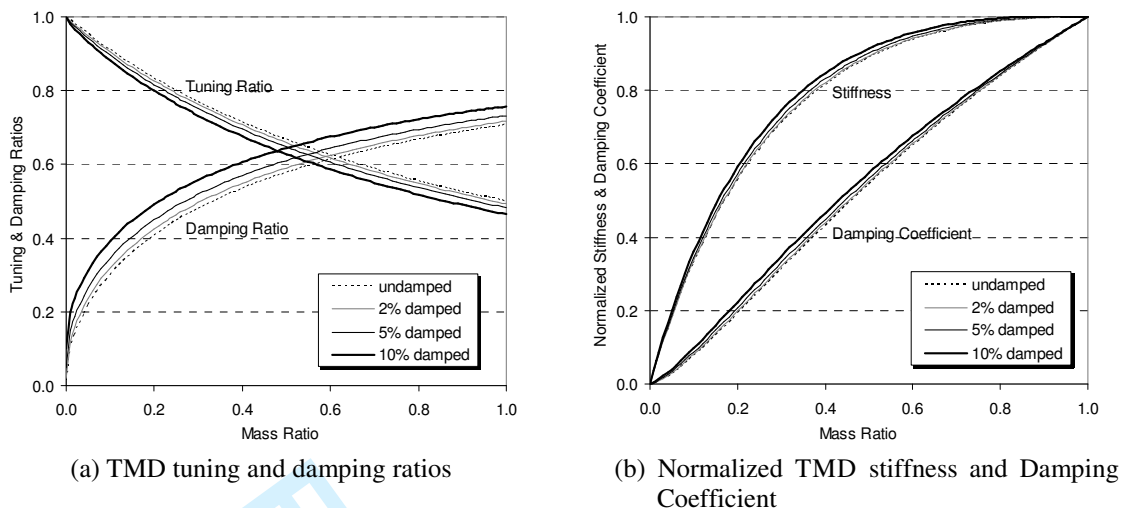 1.0
0.8
0.6
0.4
0.2
0.0
Tuning & Damping Ratios
Tuning Ratio
Damping Ratio
undamped
2% damped
5% damped
10% damped
0.0 0.2 0.4 0.6 0.8 1.0
Mass Ratio
(a) TMD tuning and damping ratios
1.0
0.8
0.6
0.4
0.2
0.0
Normalized Stiffness & Damping Coefficient
Stiffness
Damping Coefficient
undamped
2% damped
5% damped
10% damped
0.0 0.2 0.4 0.6 0.8 1.0
Mass Ratio
(b) Normalized TMD stiffness and Damping
Coefficient